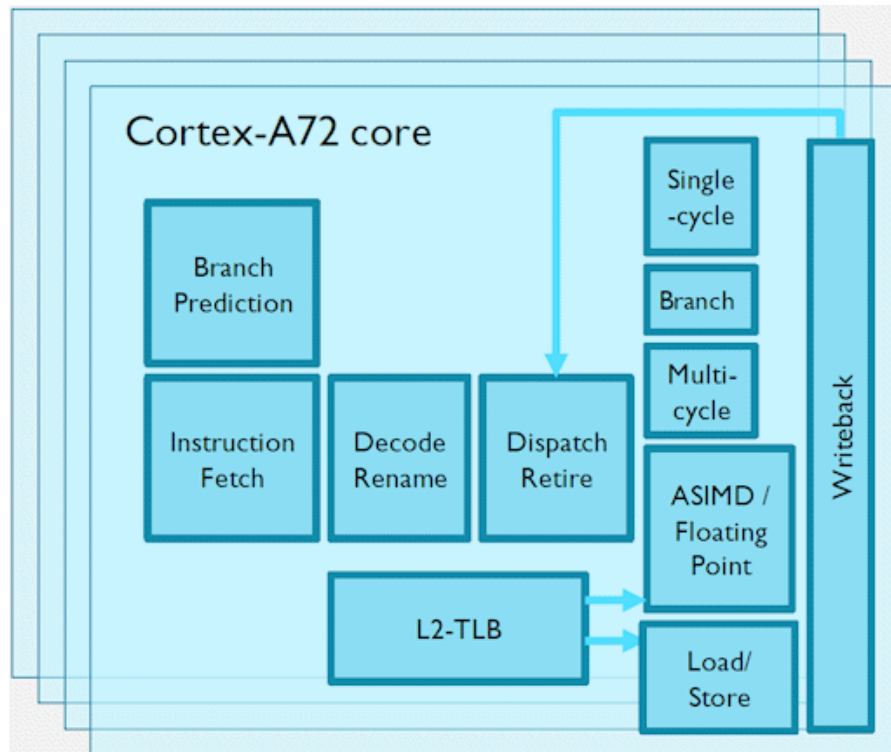 Cortex-A72 core
Branch
Prediction
Instruction
Fetch
Decode
Rename
Dispatch
Retire
L2-TLB
Single
-cycle
Branch
Multi-
cycle
ASIMD /
Floating
Point
Load/
Store
Writeback